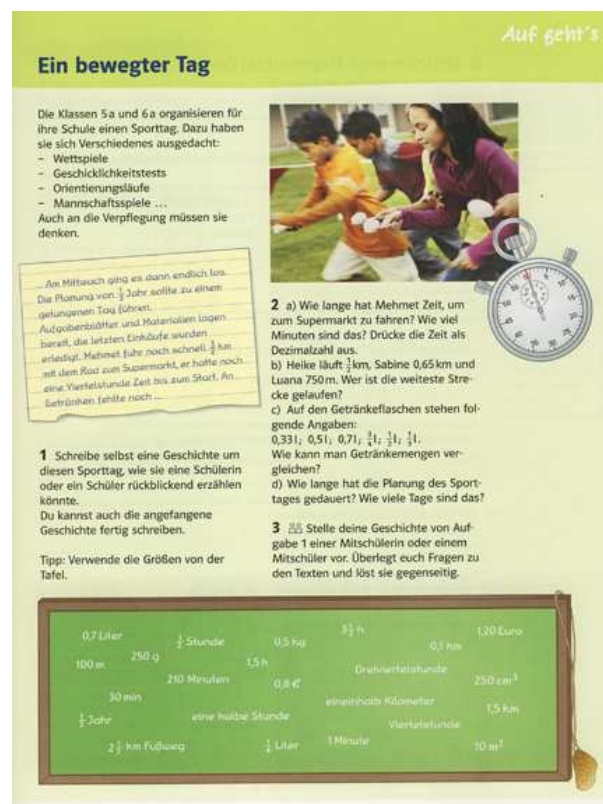 Auf geht's
Ein bewegter Tag
Die Klassen 5a und 6a organisieren für
ihre Schule einen Sporttag. Dazu haben
sie sich Verschiedenes ausgedacht:
– Wettspiele
– Geschicklichkeitstests
– Orientierungsläufe
– Mannschaftsspiele …
Auch an die Verpflegung müssen sie
denken.
... Am Mittwoch ging es dann endlich los.
Die Planung von Jahr sollte zu einem
gelungenen Tag führen.
Aufgabenblätter und Materialien lagen
bereit, die letzten Einkäufe wurden
erledigt. Mehmet fuhr noch schnell km
mit dem Rad zum Supermarkt, er hatte noch
eine Viertelstunde Zeit bis zum Start. An
Getränken fehlte noch ...
1 Schreibe selbst eine Geschichte um
diesen Sporttag, wie sie eine Schülerin
oder ein Schüler rückblickend erzählen
könnte.
Du kannst auch die angefangene
Geschichte fertig schreiben.
Tipp: Verwende die Größen von der
Tafel.
2 a) Wie lange hat Mehmet Zeit, um
zum Supermarkt zu fahren? Wie viel
Minuten sind das? Drücke die Zeit als
Dezimalzahl aus.
b) Heike läuft km, Sabine 0,65 km und
Luana 750 m. Wer ist die weiteste Stre-
cke gelaufen?
c) Auf den Getränkeflaschen stehen fol-
gende Angaben:
0,33 l; 0,5 l; 0,7 l; 3/4 l; 1/2 l;
Wie kann man Getränkemengen ver-
gleichen?
d) Wie lange hat die Planung des Sport-
tages gedauert? Wie viele Tage sind das?
3 Stelle deine Geschichte von Auf-
gabe 1 einer Mitschülerin oder einem
Mitschüler vor. Überlegt euch Fragen zu
den Texten und löst sie gegenseitig.
0,7 Liter
1/2 Stunde
0,5 kg
3 1/2 h
0,1 km
1,20 Euro
100 m
250 g
1,5 h
Dreiviertelstunde
210 Minuten
0,8 €
250 cm³
30 min
eineinhalb Kilometer
1,5 km
Jahr
eine halbe Stunde
Viertelstunde
2 1/2 km Fußweg
Liter
1 Minute
10 m²